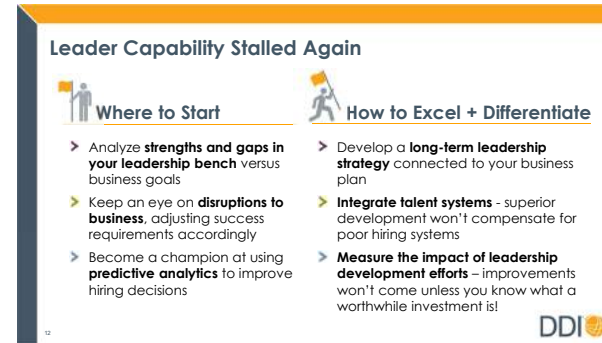 Leader Capability Stalled Again
Where to Start
Analyze strengths and gaps in
your leadership bench versus
business goals
Keep an eye on disruptions to
business, adjusting success
requirements accordingly
Become a champion at using
predictive analytics to improve
hiring decisions
How to Excel + Differentiate
Develop a long-term leadership
strategy connected to your business
plan
Integrate talent systems - superior
development won't compensate for
poor hiring systems
Measure the impact of leadership
development efforts – improvements
won't come unless you know what a
worthwhile investment is!
12
DDI